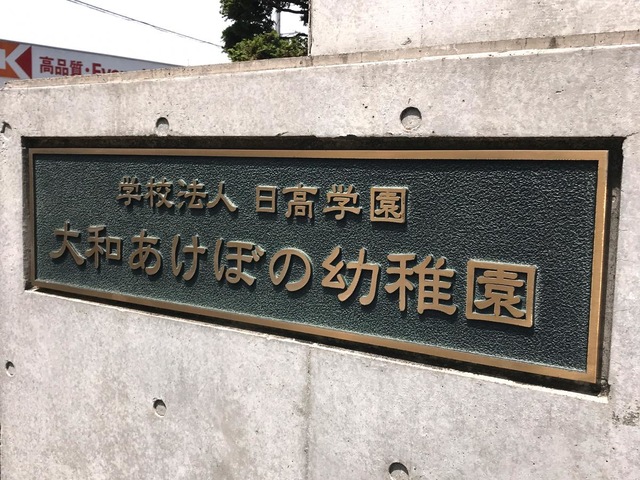 K 高品質・Eve
学校法人 日高学園
大和あけぼの幼稚園